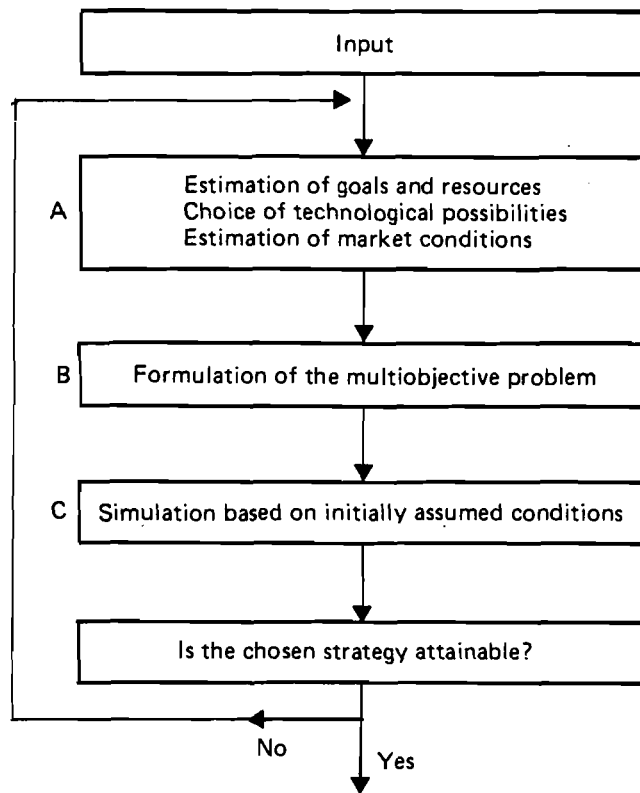 Input
A
Estimation of goals and resources
Choice of technological possibilities
Estimation of market conditions
B
Formulation of the multiobjective problem
C
Simulation based on initially assumed conditions
Is the chosen strategy attainable?
No
Yes